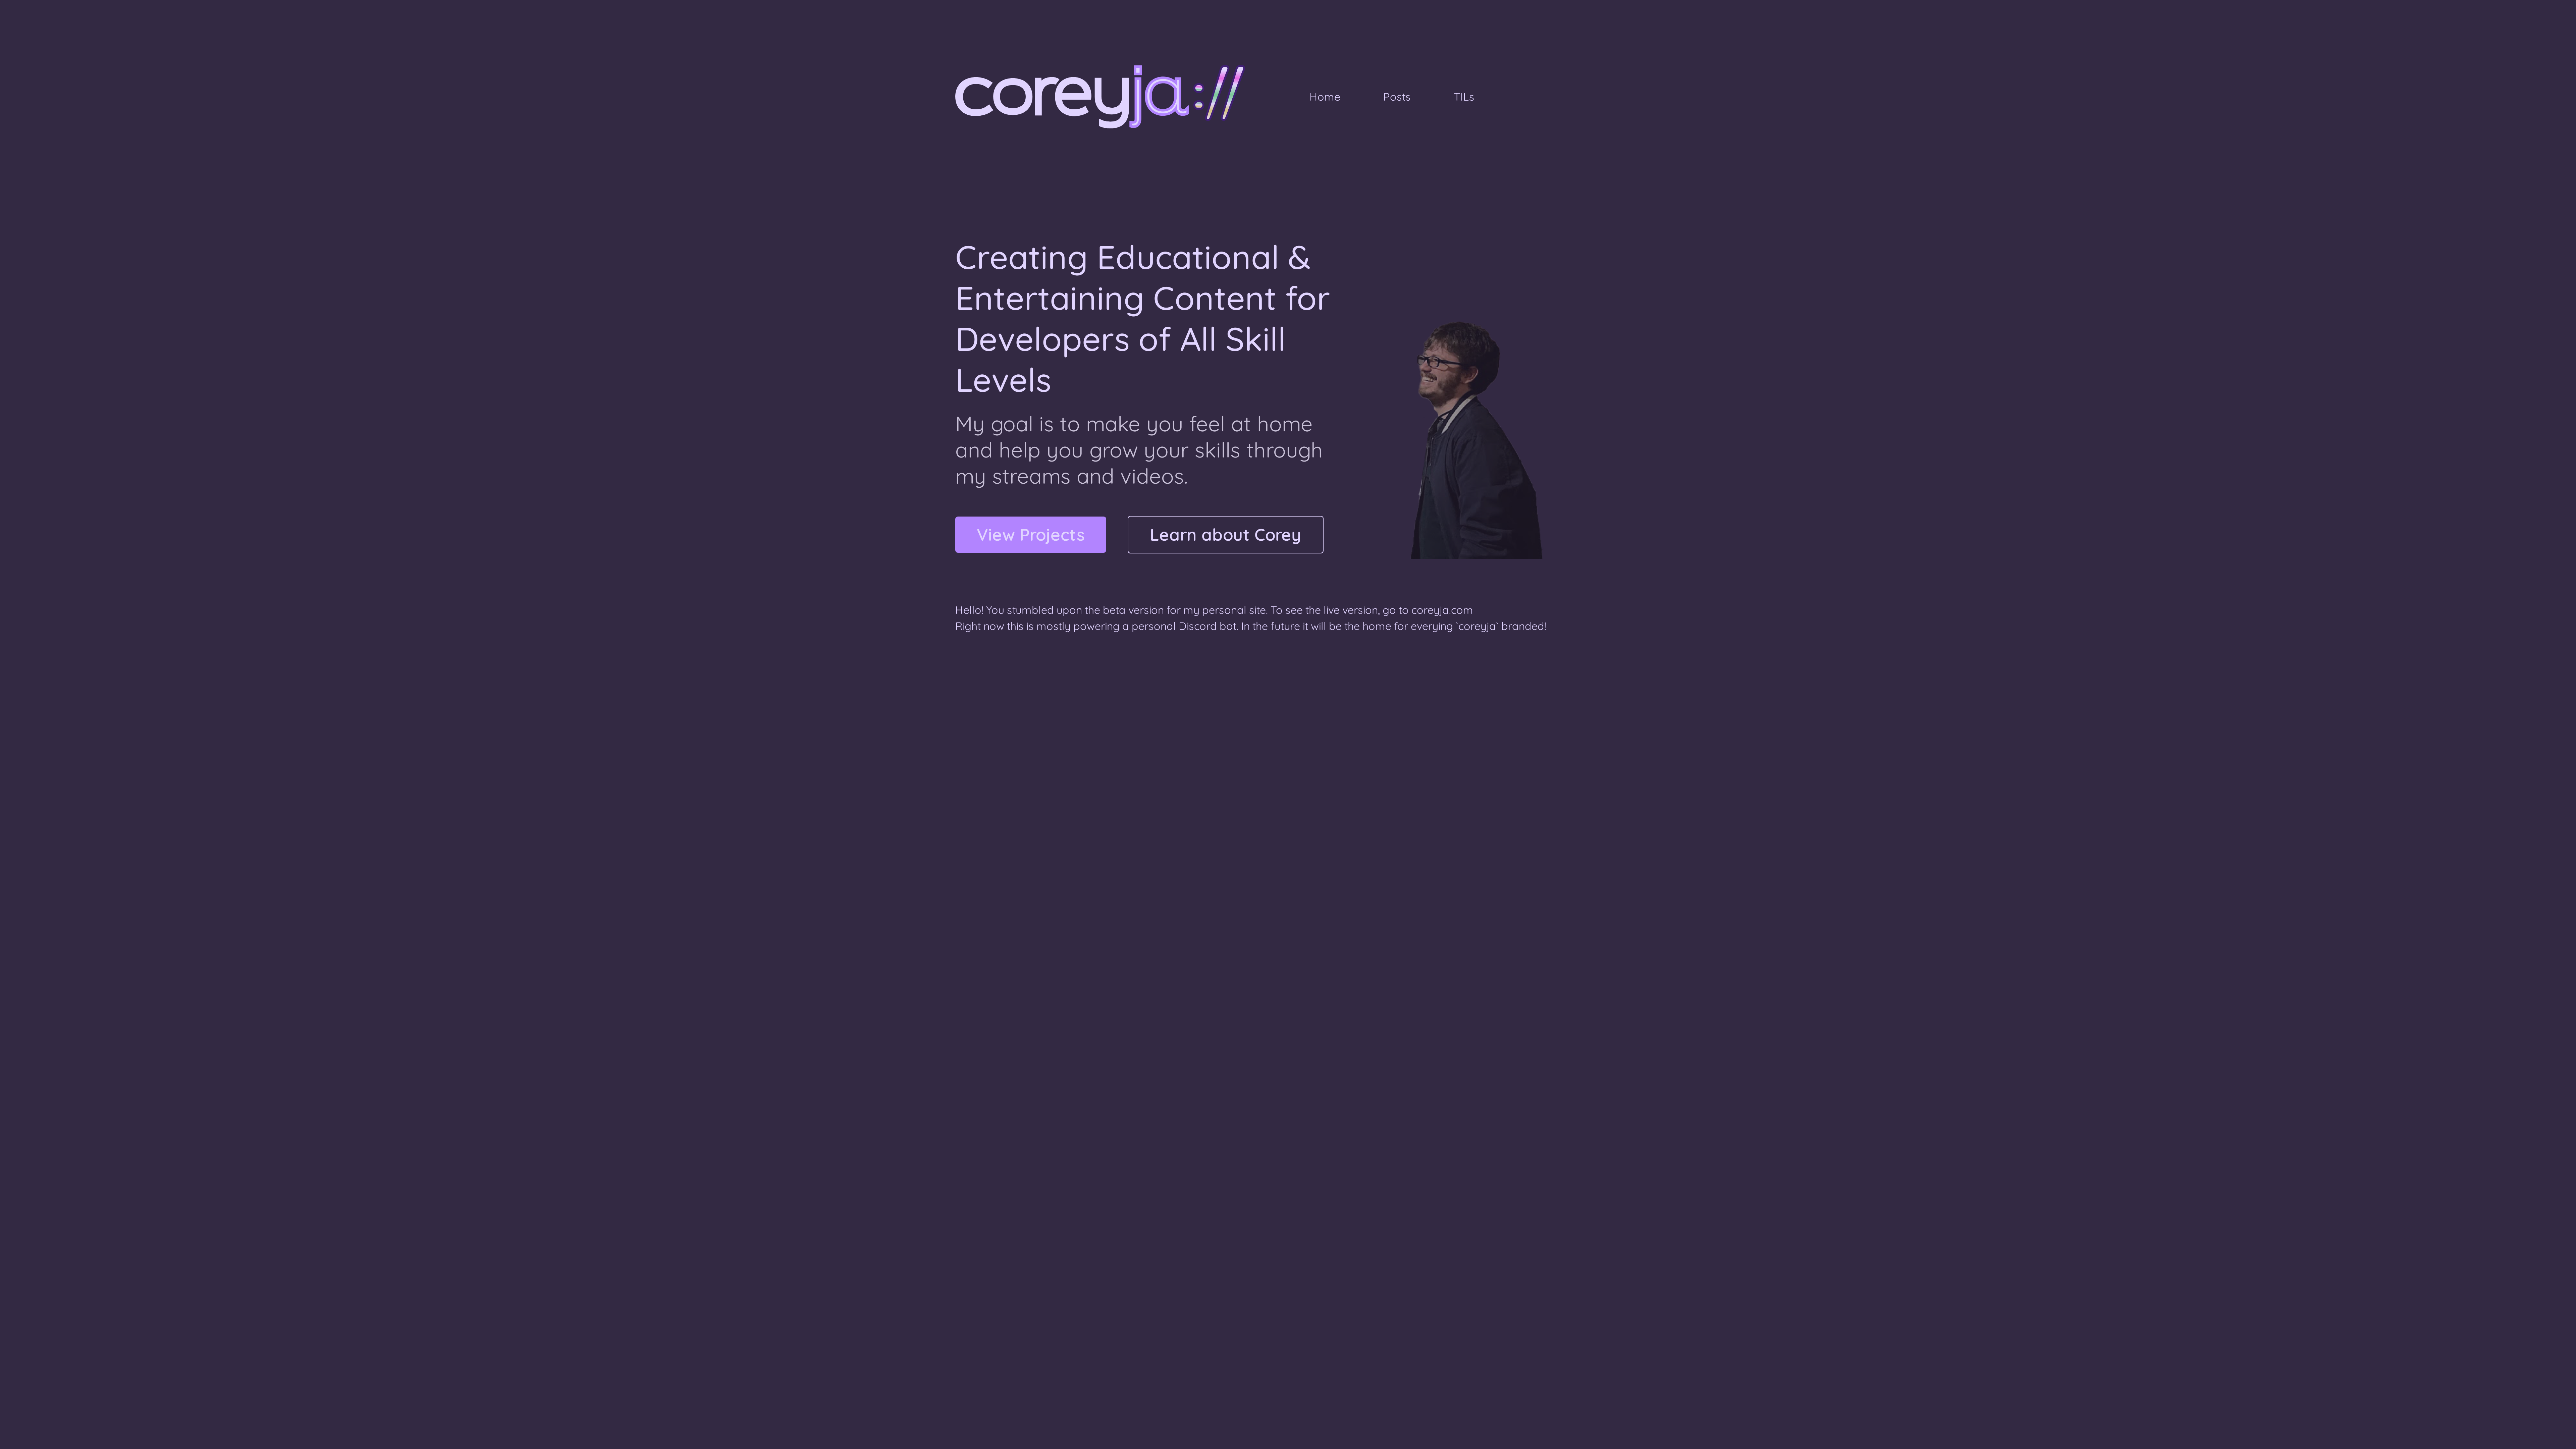 coreyja://
Home
Posts
TILs
Creating Educational &
Entertaining Content for
Developers of All Skill
Levels
My goal is to make you feel at home
and help you grow your skills through
my streams and videos.
View Projects
Learn about Corey
Hello! You stumbled upon the beta version for my personal site. To see the live version, go to coreyja.com
Right now this is mostly powering a personal Discord bot. In the future it will be the home for everying `coreyja` branded!